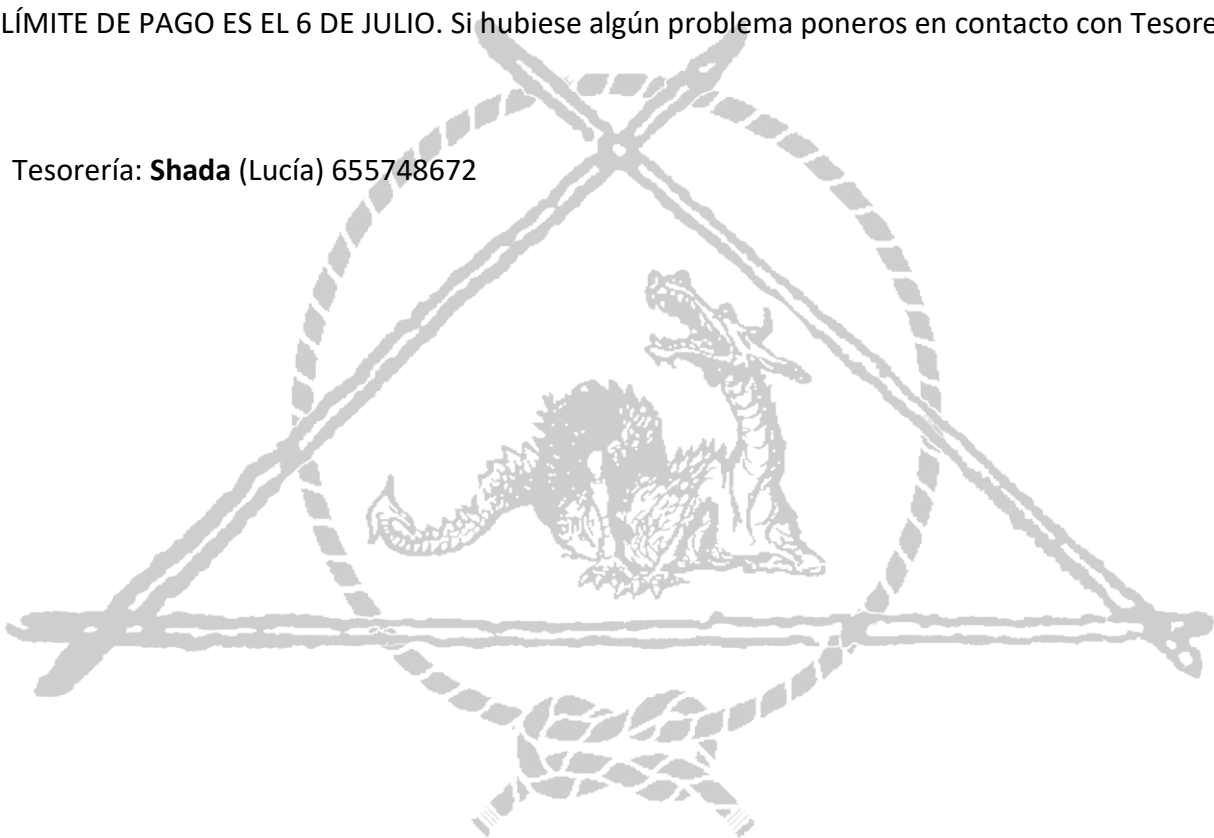 LÍMITE DE PAGO ES EL 6 DE JULIO. Si hubiese algún problema poneros en contacto con Tesore
Tesorería: Shada (Lucía) 655748672